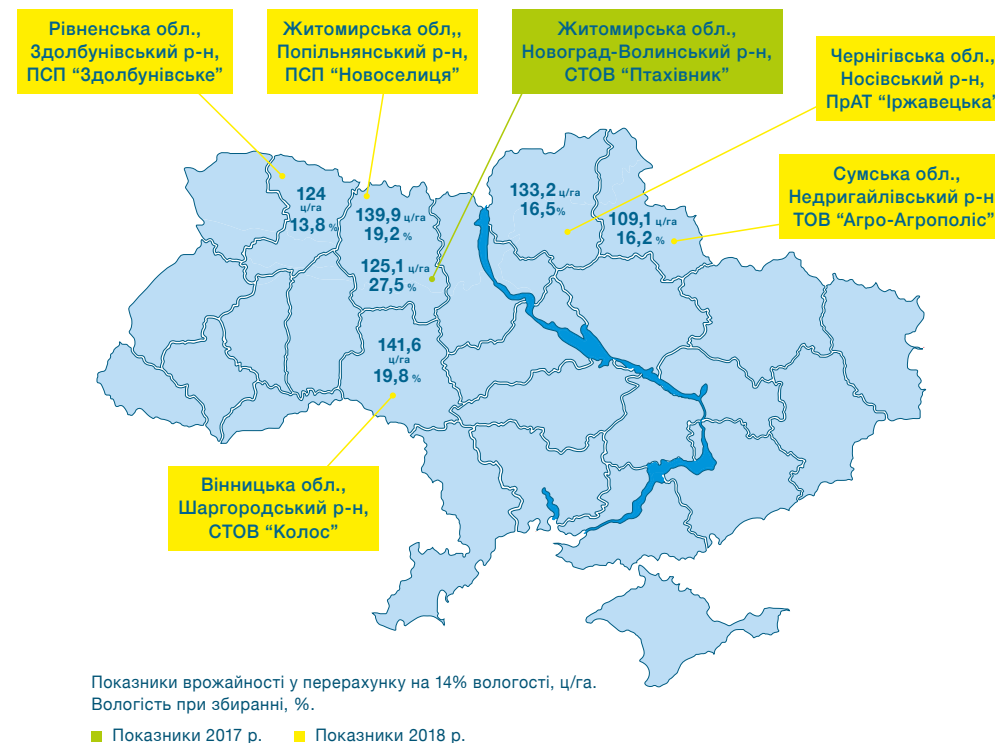 Рівненська обл.,
Здолбунівський р-н,
ПСП “Здолбунівське”
Житомирська обл,,
Попільнянський р-н,
ПСП “Новоселиця”
Житомирська обл.,
Новоград-Волинський р-н,
СТОВ “Птахівник”
Чернігівська обл.,
Носівський р-н,
ПрАТ “Іржавецька”
Сумська обл.,
Недригайлівський р-н
ТОВ “Агро-Агрополіс”
124
ц/га
13,8 %
139,9 ц/га
19,2 %
125,1 ц/га
27,5 %
133,2 ц/га
16,5%
109,1 ц/га
16,2 %
141,6
ц/га
19,8 %
Вінницька обл.,
Шаргородський р-н,
СТОВ “Колос”
Показники врожайності у перерахунку на 14% вологості, ц/га.
Вологість при збиранні, %.
Показники 2017 р. Показники 2018 р.